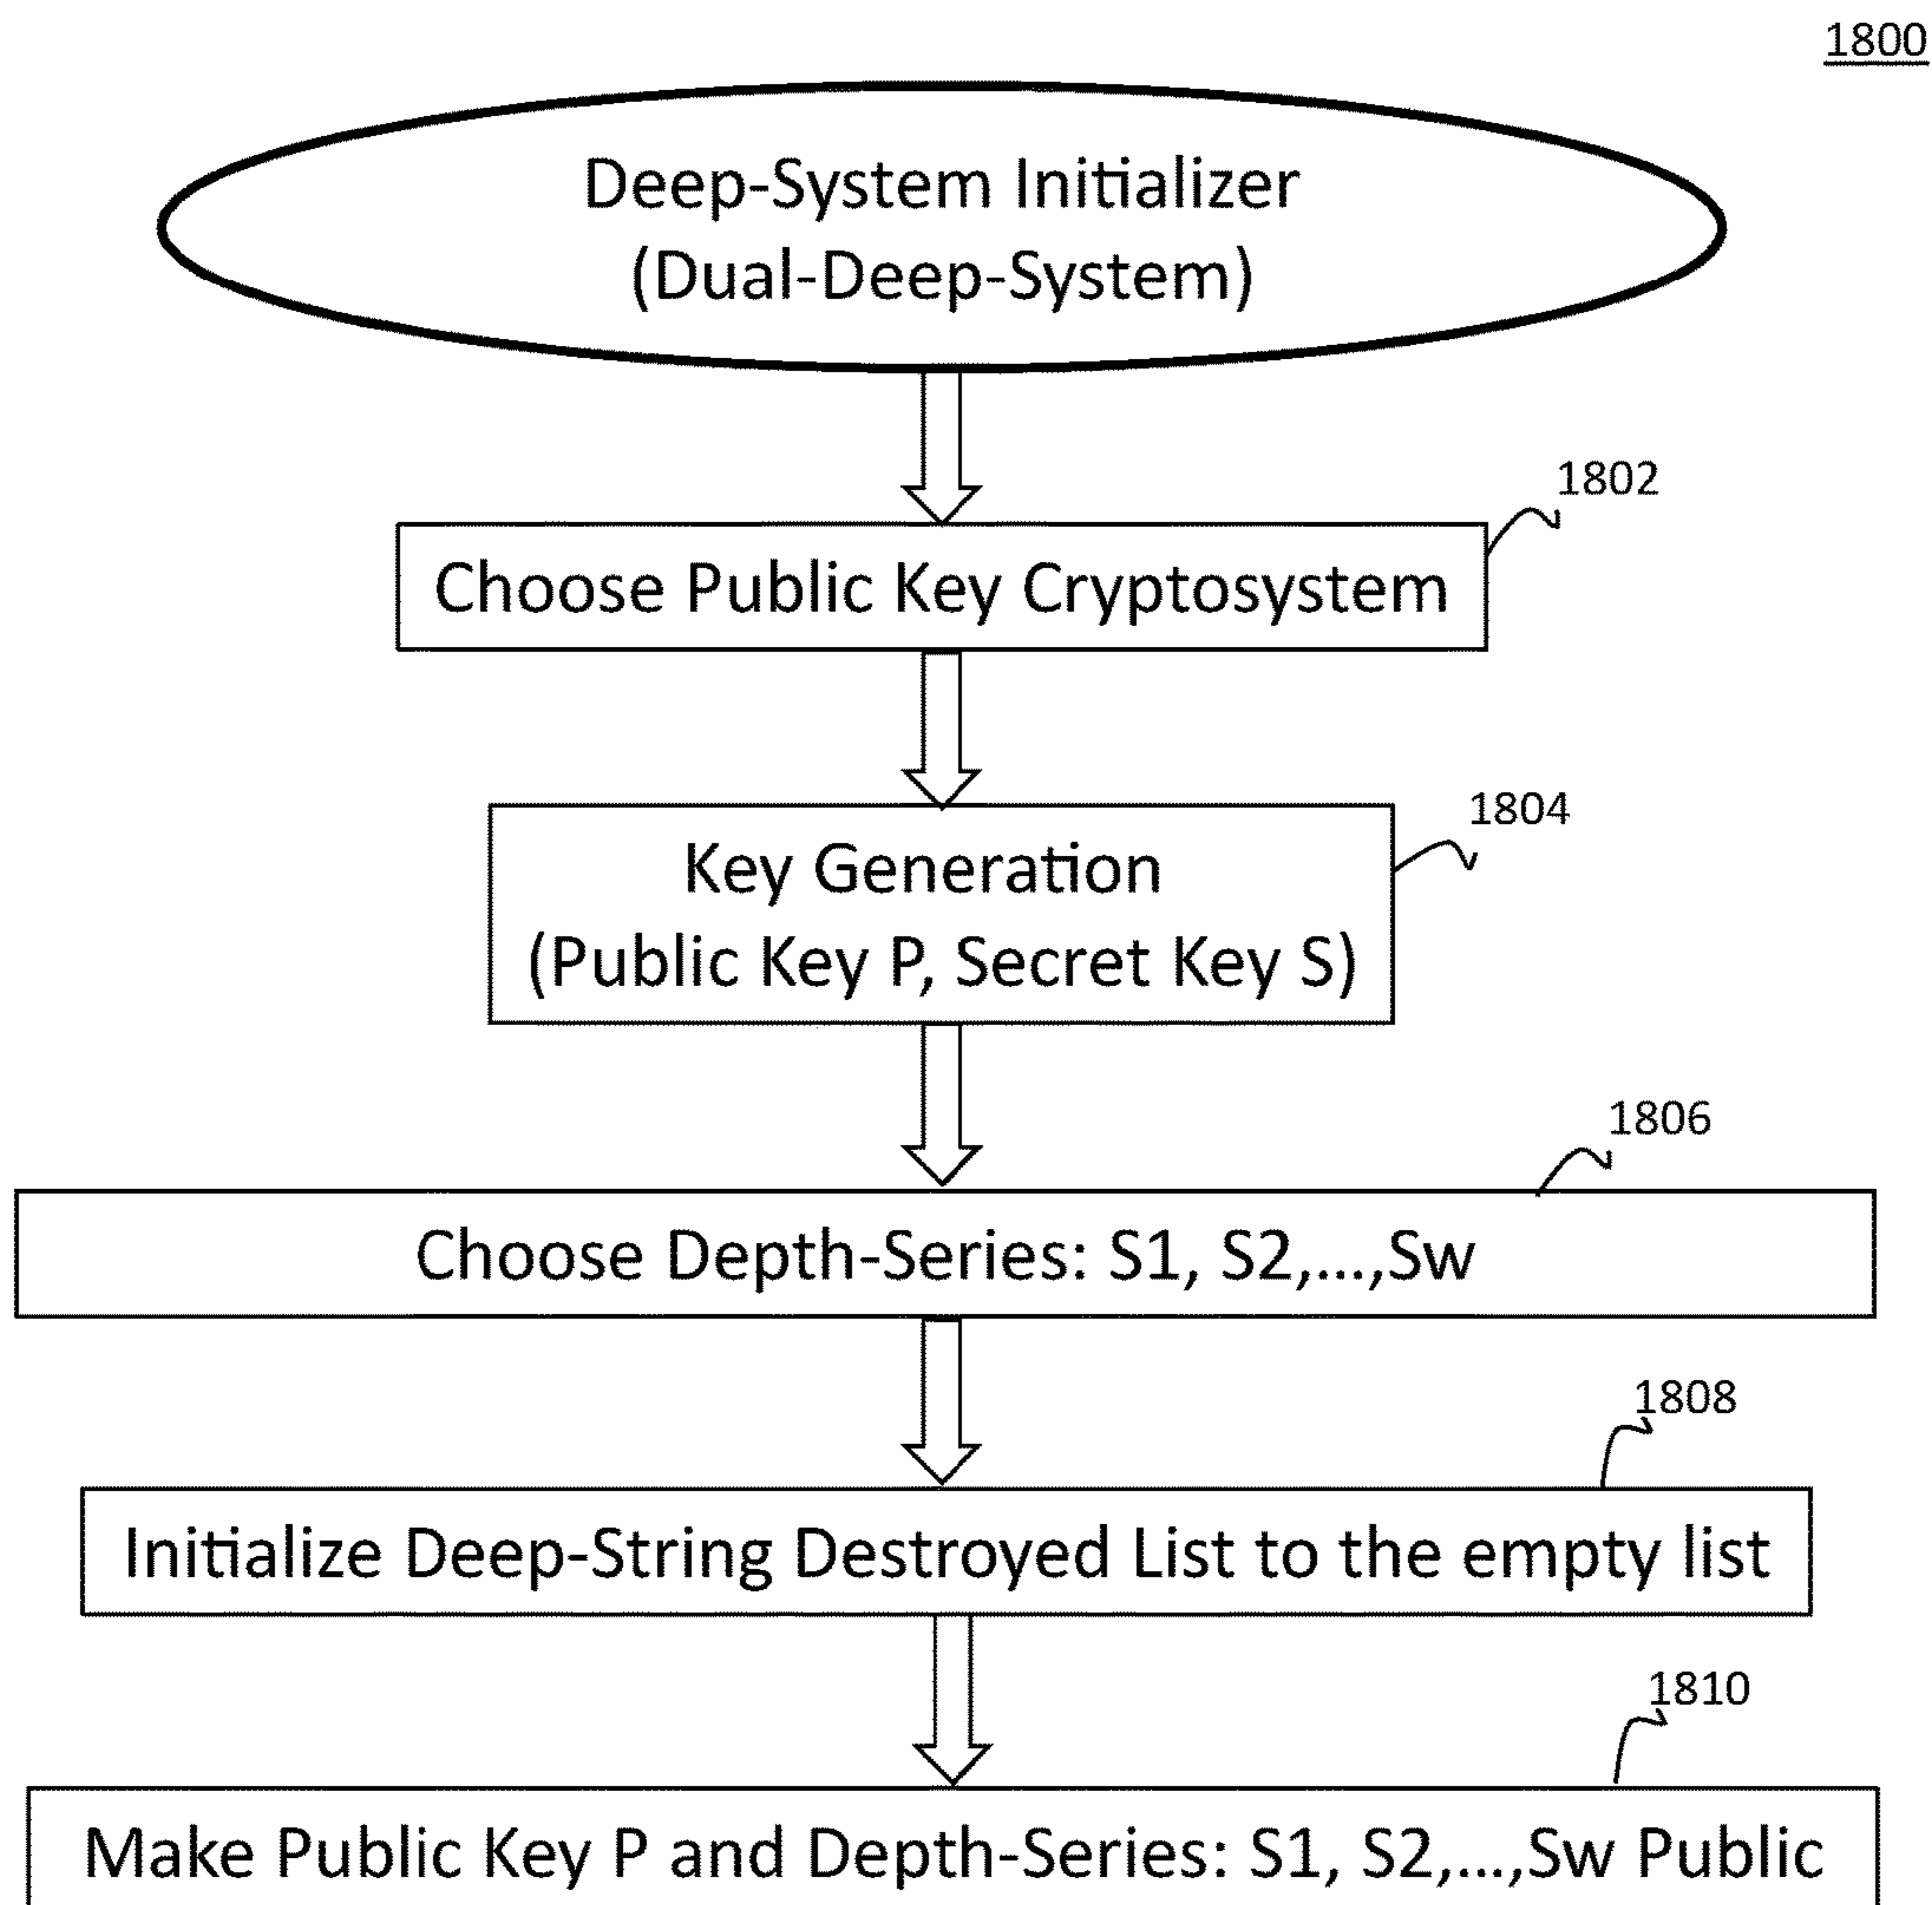 1800
Deep-System Initializer
(Dual-Deep-System)
1802
Choose Public Key Cryptosystem
1804
Key Generation
(Public Key P, Secret Key S)
1806
Choose Depth-Series: S1, S2,...,Sw
1808
Initialize Deep-String Destroyed List to the empty list
1810
Make Public Key P and Depth-Series: S1, S2,...,Sw Public